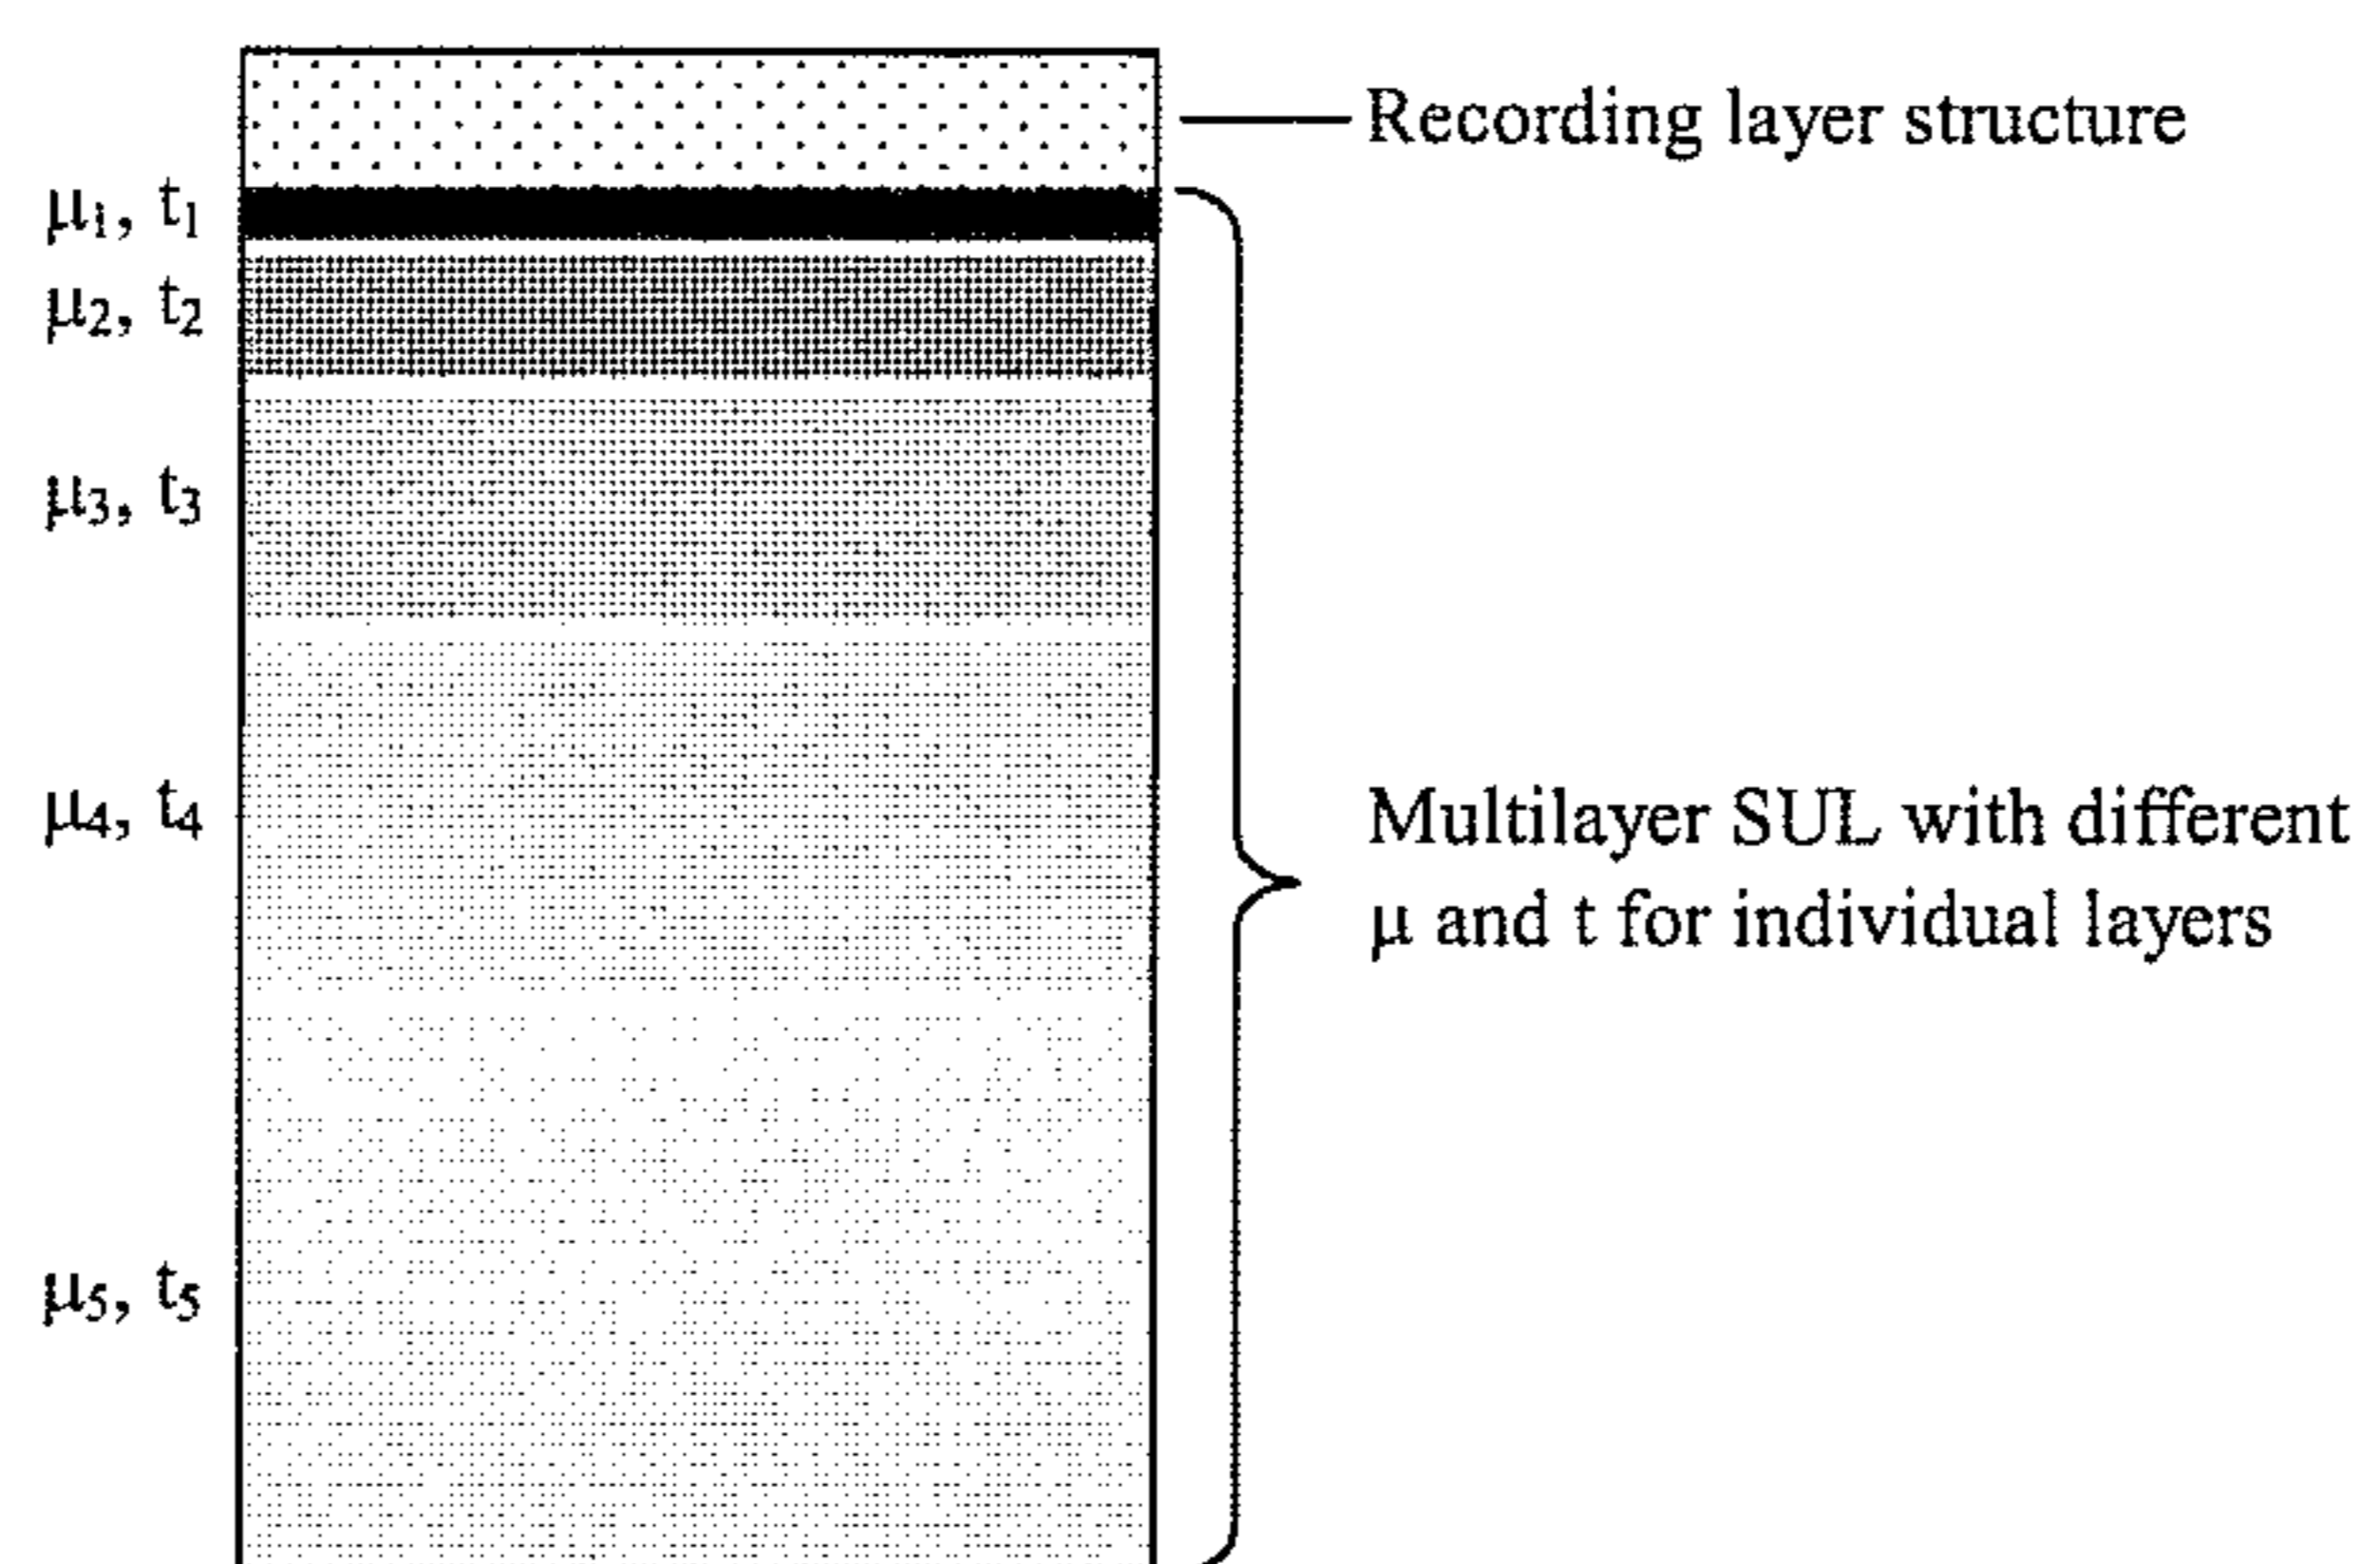 Recording layer structure
μ₁, t₁
μ₂, t₂
μ₃, t₃
μ₄, t₄
Multilayer SUL with different
μ and t for individual layers
μ₅, t₅